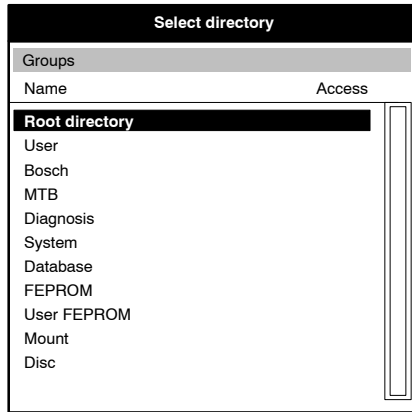 Select directory
Groups
Name Access
Root directory
User
Bosch
MTB
Diagnosis
System
Database
FEPROM
User FEPROM
Mount
Disc